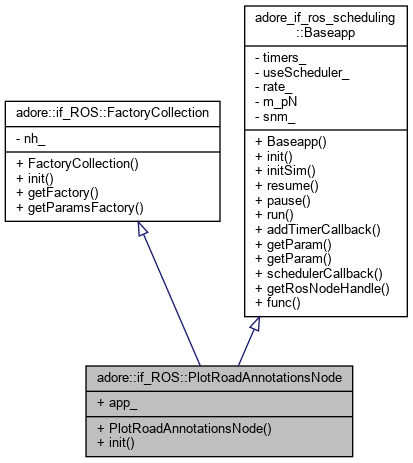 adore_if_ros_scheduling
::Baseapp
- timers_
- useScheduler_
- rate_
- m_pN
- snm_
+ Baseapp()
+ init()
+ initSim()
+ resume()
+ pause()
+ run()
+ addTimerCallback()
+ getParam()
+ getParam()
+ schedulerCallback()
+ getRosNodeHandle()
+ func()
adore::if_ROS::FactoryCollection
- nh_
+ FactoryCollection()
+ init()
+ getFactory()
+ getParamsFactory()
adore::if_ROS::PlotRoadAnnotationsNode
+ app_
+ PlotRoadAnnotationsNode()
+ init()